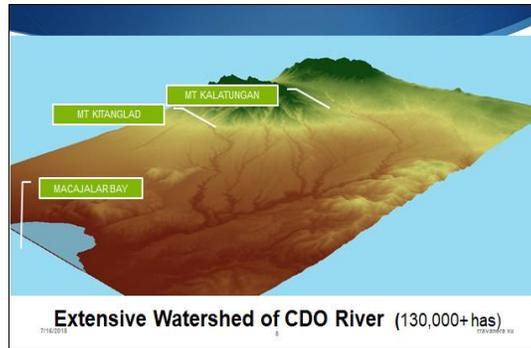 MT KALATUNGAN
MT KITANGLAD
MACAJALAR BAY
Extensive Watershed of CDO River (130,000+ has)
7/16/2018